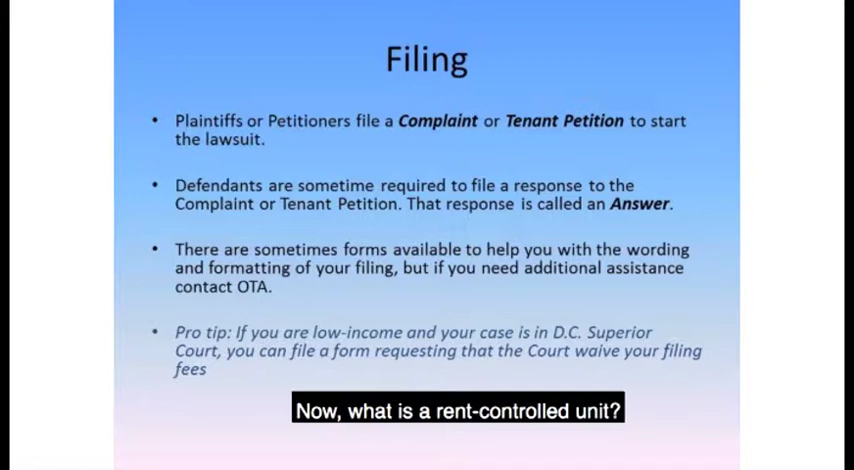 Filing
• Plaintiffs or Petitioners file a Complaint or Tenant Petition to start
the lawsuit.
• Defendants are sometime required to file a response to the
Complaint or Tenant Petition. That response is called an Answer.
• There are sometimes forms available to help you with the wording
and formatting of your filing, but if you need additional assistance
contact OTA.
• Pro tip: If you are low-income and your case is in D.C. Superior
Court, you can file a form requesting that the Court waive your filing
fees
Now, what is a rent-controlled unit?